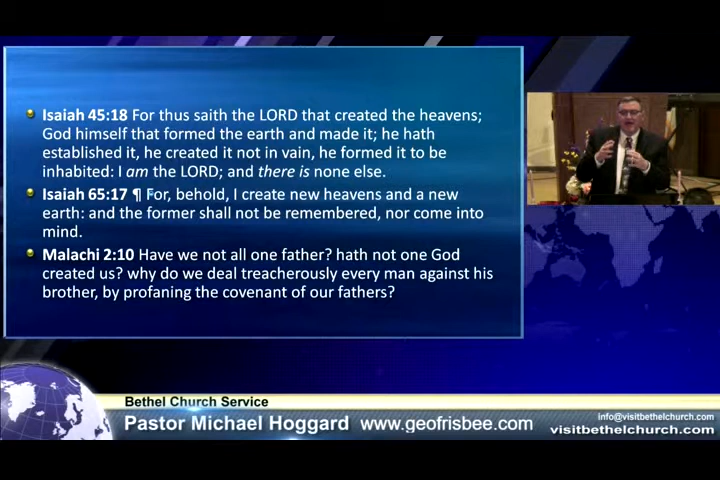 Isaiah 45:18 For thus saith the LORD that created the heavens;
God himself that formed the earth and made it; he hath
established it, he created it not in vain, he formed it to be
inhabited: I am the LORD; and there is none else.
Isaiah 65:17 ¶ For, behold, I create new heavens and a new
earth: and the former shall not be remembered, nor come into
mind.
Malachi 2:10 Have we not all one father? hath not one God
created us? why do we deal treacherously every man against his
brother, by profaning the covenant of our fathers?
Bethel Church Service
Pastor Michael Hoggard www.geofrisbee.com
info@visitbethelchurch.com
visitbethelchurch.com